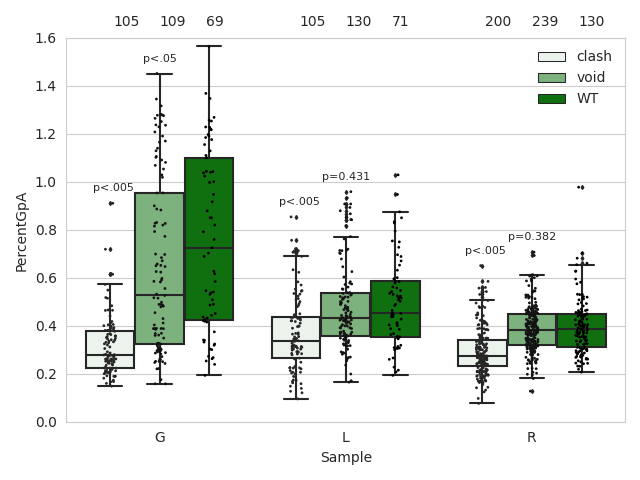 105 109 69 105 130 71 200 239 130
1.6
1.4
1.2
1.0
0.8
0.6
0.4
0.2
0.0
PercentGpA
p<.005
p<.05
p<.005
p=0.431
p<.005
p=0.382
clash
void
WT
G L R
Sample